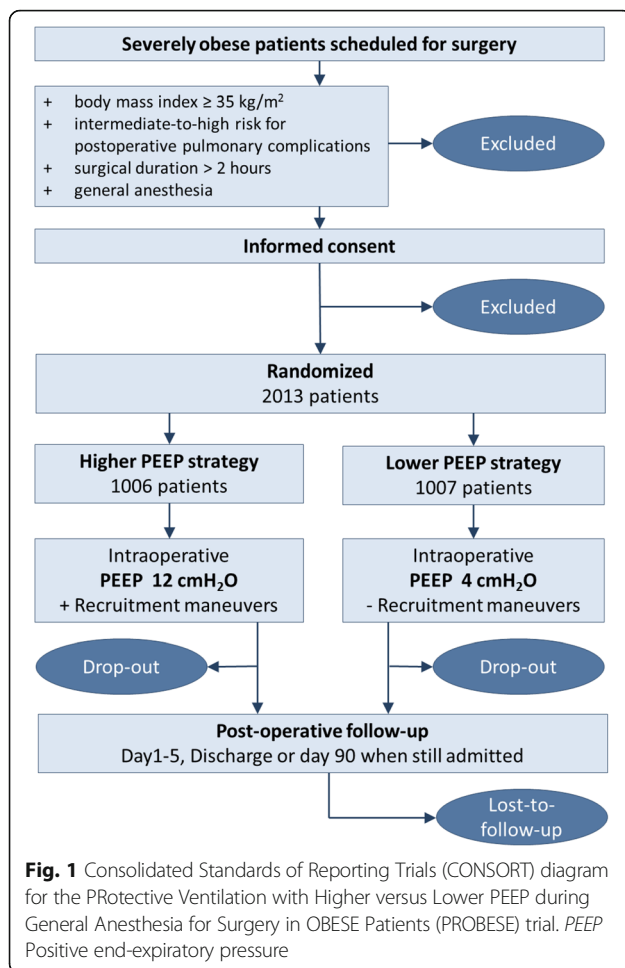 Severely obese patients scheduled for surgery
+ body mass index ≥ 35 kg/m²
+ intermediate-to-high risk for
postoperative pulmonary complications
+ surgical duration > 2 hours
+ general anesthesia
Excluded
Informed consent
Excluded
Randomized
2013 patients
Higher PEEP strategy
1006 patients
Lower PEEP strategy
1007 patients
Intraoperative
PEEP 12 cmH₂O
+ Recruitment maneuvers
Intraoperative
PEEP 4 cmH₂O
- Recruitment maneuvers
Drop-out
Drop-out
Post-operative follow-up
Day1-5, Discharge or day 90 when still admitted
Lost-to-
follow-up
Fig. 1 Consolidated Standards of Reporting Trials (CONSORT) diagram
for the PRotective Ventilation with Higher versus Lower PEEP during
General Anesthesia for Surgery in OBESE Patients (PROBESE) trial. PEEP
Positive end-expiratory pressure